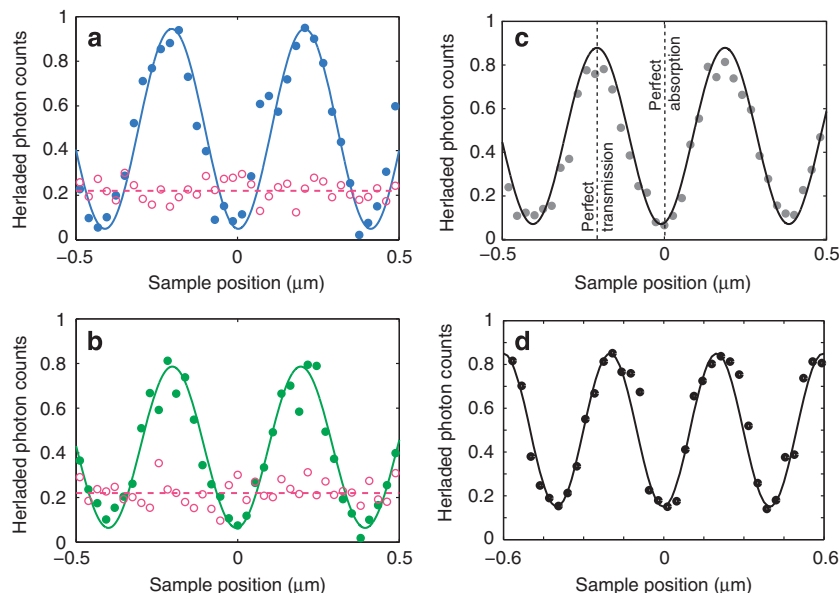 a
Herladed photon counts
1
0.8
0.6
0.4
0.2
0
−0.5
0
0.5
Sample position (μm)
c
Herladed photon counts
1
0.8
0.6
0.4
0.2
0
Perfect
transmission
Perfect
absorption
−0.5
0
0.5
Sample position (μm)
b
Herladed photon counts
1
0.8
0.6
0.4
0.2
0
−0.5
0
0.5
Sample position (μm)
d
Herladed photon counts
1
0.8
0.6
0.4
0.2
0
−0.6
0
0.6
Sample position (μm)